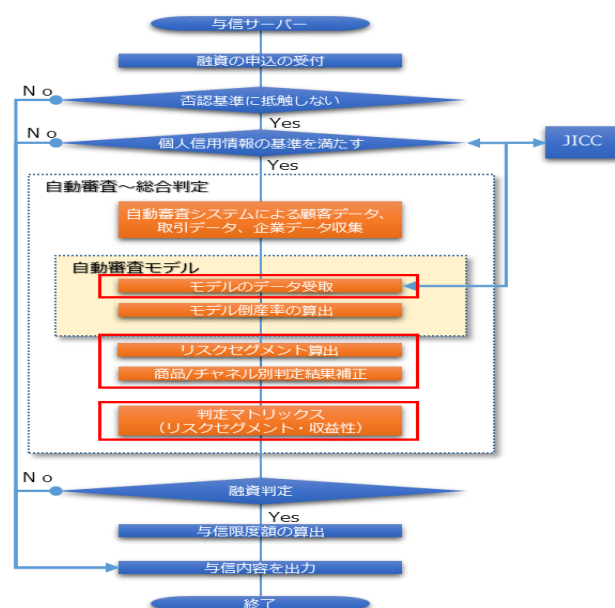 与信サーバー
融資の申込の受付
No
否認基準に抵触しない
Yes
No
個人信用情報の基準を満たす
JICC
Yes
自動審査～総合判定
自動審査システムによる顧客データ、
取引データ、企業データ収集
自動審査モデル
モデルのデータ受取
モデル倒産率の算出
リスクセグメント算出
商品/チャネル別判定結果補正
判定マトリックス
（リスクセグメント・収益性）
No
融資判定
Yes
与信限度額の算出
与信内容を出力
終了